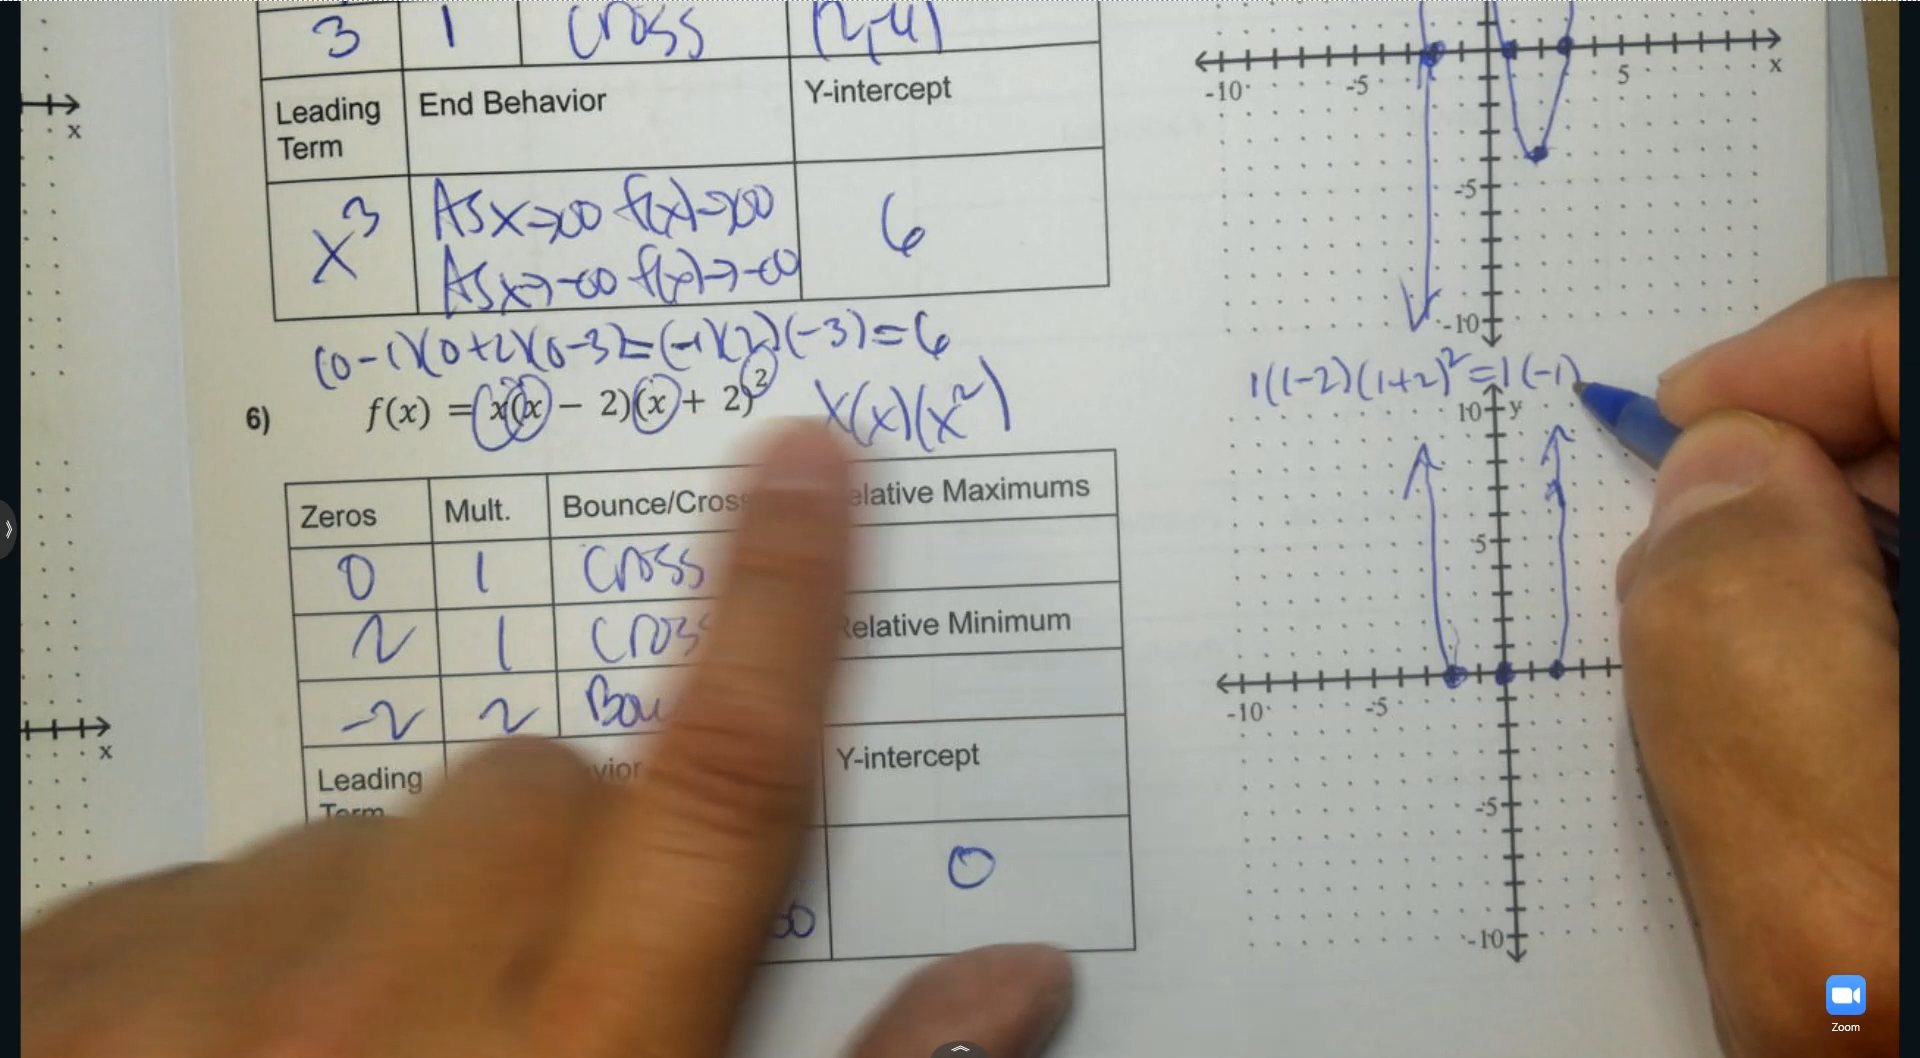 3 1 Cross (2,-4)
Leading Term End Behavior Y-intercept
x³ As x→∞ f(x)→∞ 6
As x→-∞ f(x)→-∞
(0-1)(0+2)(0-3)=(-1)(2)(-3)=6
6) f(x) = x(x − 2)(x + 2)² x(x)(x²)
Zeros Mult. Bounce/Cross elative Maximums
0 1 Cross
2 1 Cross Relative Minimum
-2 2 Bou
Leading Term vior Y-intercept
∞ 0
x
x
-10 -5 5 x
-5
-10
1(1-2)(1+2)²=1(-1)
10 y
5
-10 -5
-5
-10
Zoom